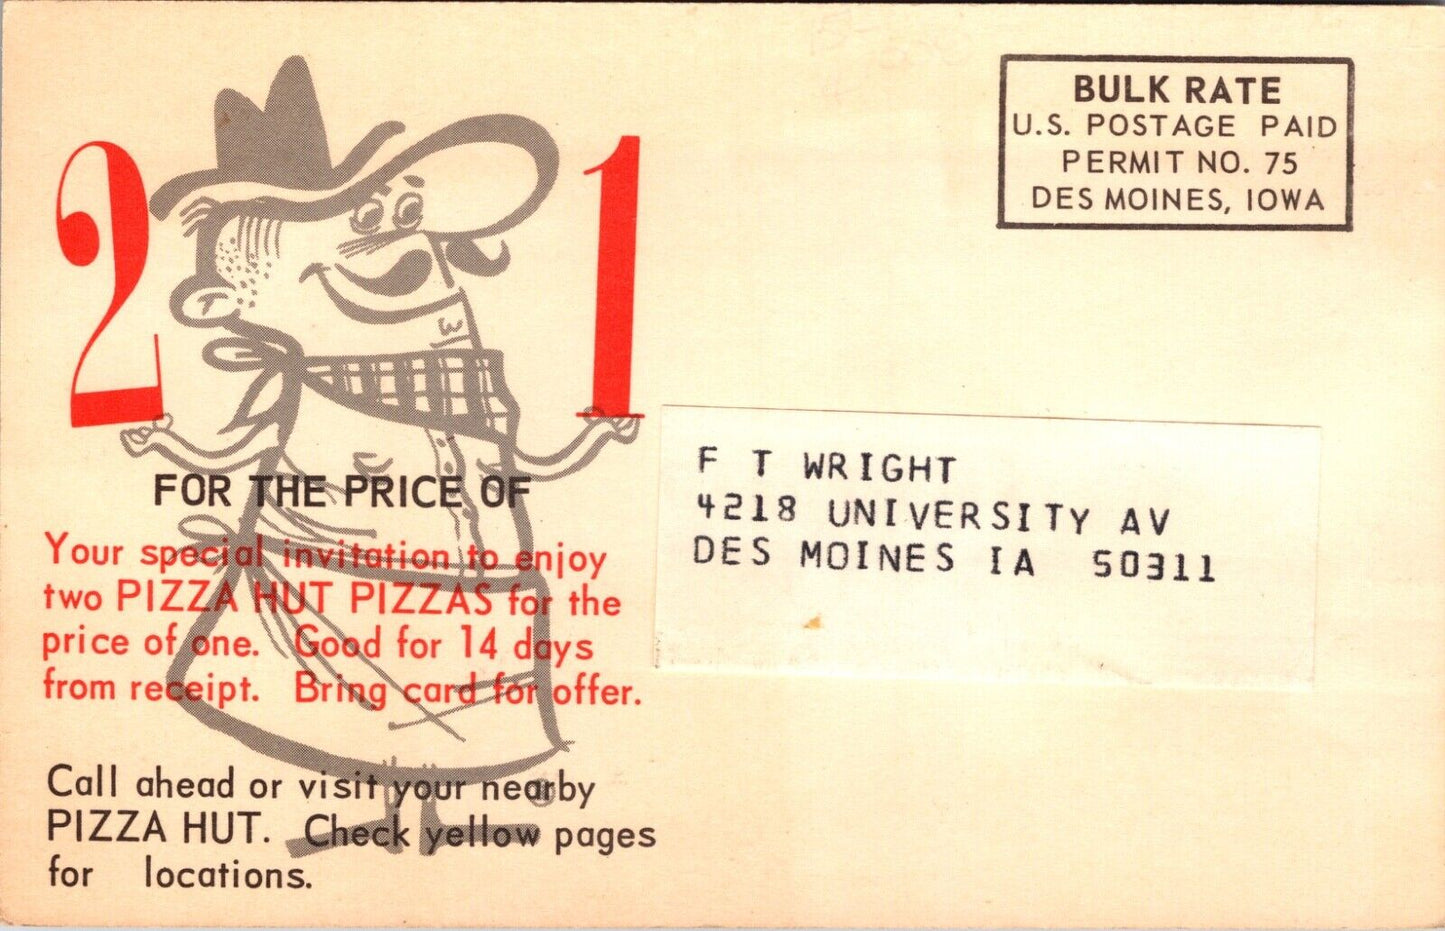 2 1
FOR THE PRICE OF
Your special invitation to enjoy
two PIZZA HUT PIZZAS for the
price of one. Good for 14 days
from receipt. Bring card for offer.
Call ahead or visit your nearby
PIZZA HUT. Check yellow pages
for locations.
BULK RATE
U.S. POSTAGE PAID
PERMIT NO. 75
DES MOINES, IOWA
F T WRIGHT
4218 UNIVERSITY AV
DES MOINES IA 50311